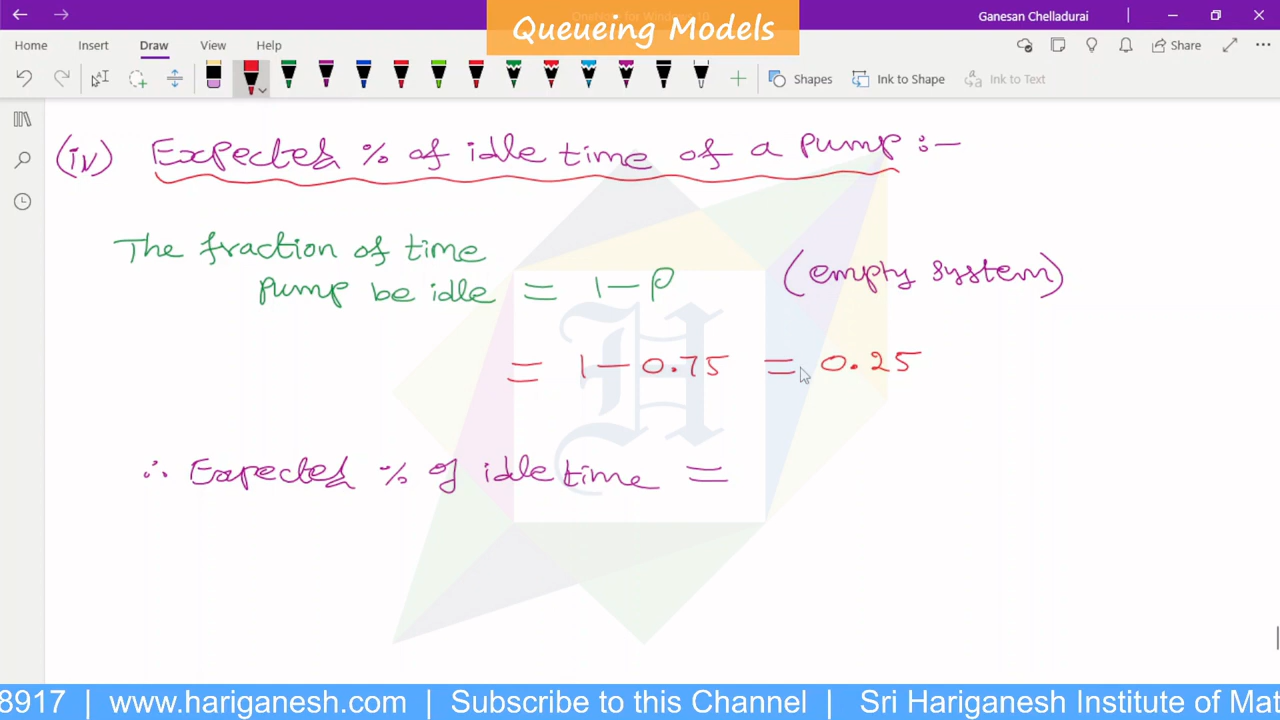 Queueing Models
Ganesan Chelladurai
Home Insert Draw View Help
Share
Shapes Ink to Shape Ink to Text
(iv) Expected % of idle time of a pump :-
The fraction of time
pump be idle = 1 - ρ (empty system)
= 1 - 0.75 = 0.25
∴ Expected % of idle time =
8917 | www.hariganesh.com | Subscribe to this Channel | Sri Hariganesh Institute of Mat